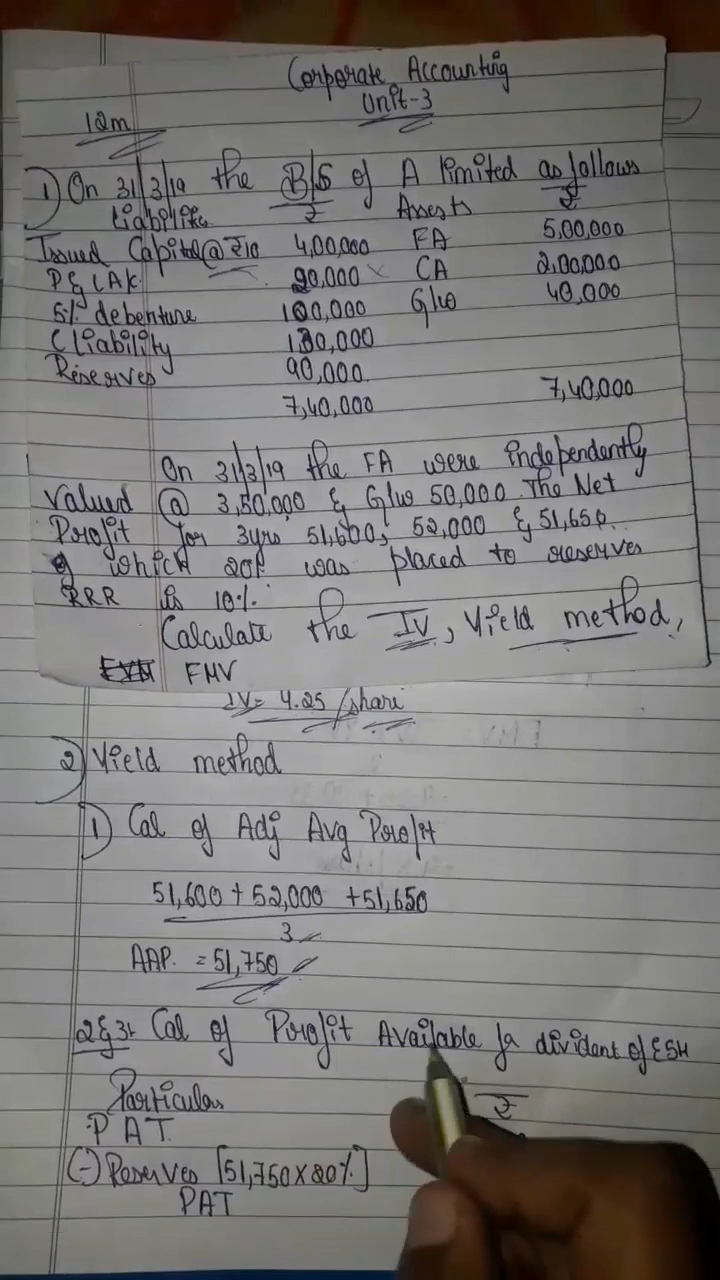 Corporate Accounting
Unit-3
12m
1) On 31/3/19 the B/S of A limited as follows
Liabilities ₹ Assests ₹
Issued Capital @ ₹10 4,00,000 FA 5,00,000
P & L A/c 20,000 CA 2,00,000
5% debenture 100,000 G/w 40,000
C liability 130,000
Reserves 90,000
7,40,000 7,40,000
On 31/3/19 the FA were independently
Valued @ 3,50,000 & G/w 50,000. The Net
Profit for 3yrs 51,600, 52,000 & 51,650
of which 20% was placed to reserves
RRR is 10%.
Calculate the IV, Yield method,
FMV
IV = 4.25 /share
2) Yield method
1) Cal of Adj Avg Profit
51,600 + 52,000 + 51,650
3
AAP. = 51,750
2 & 3 Cal of Profit Available for divident of ESH
Particulars ₹
PAT
(-) Reserves [51,750 x 20%]
PAT